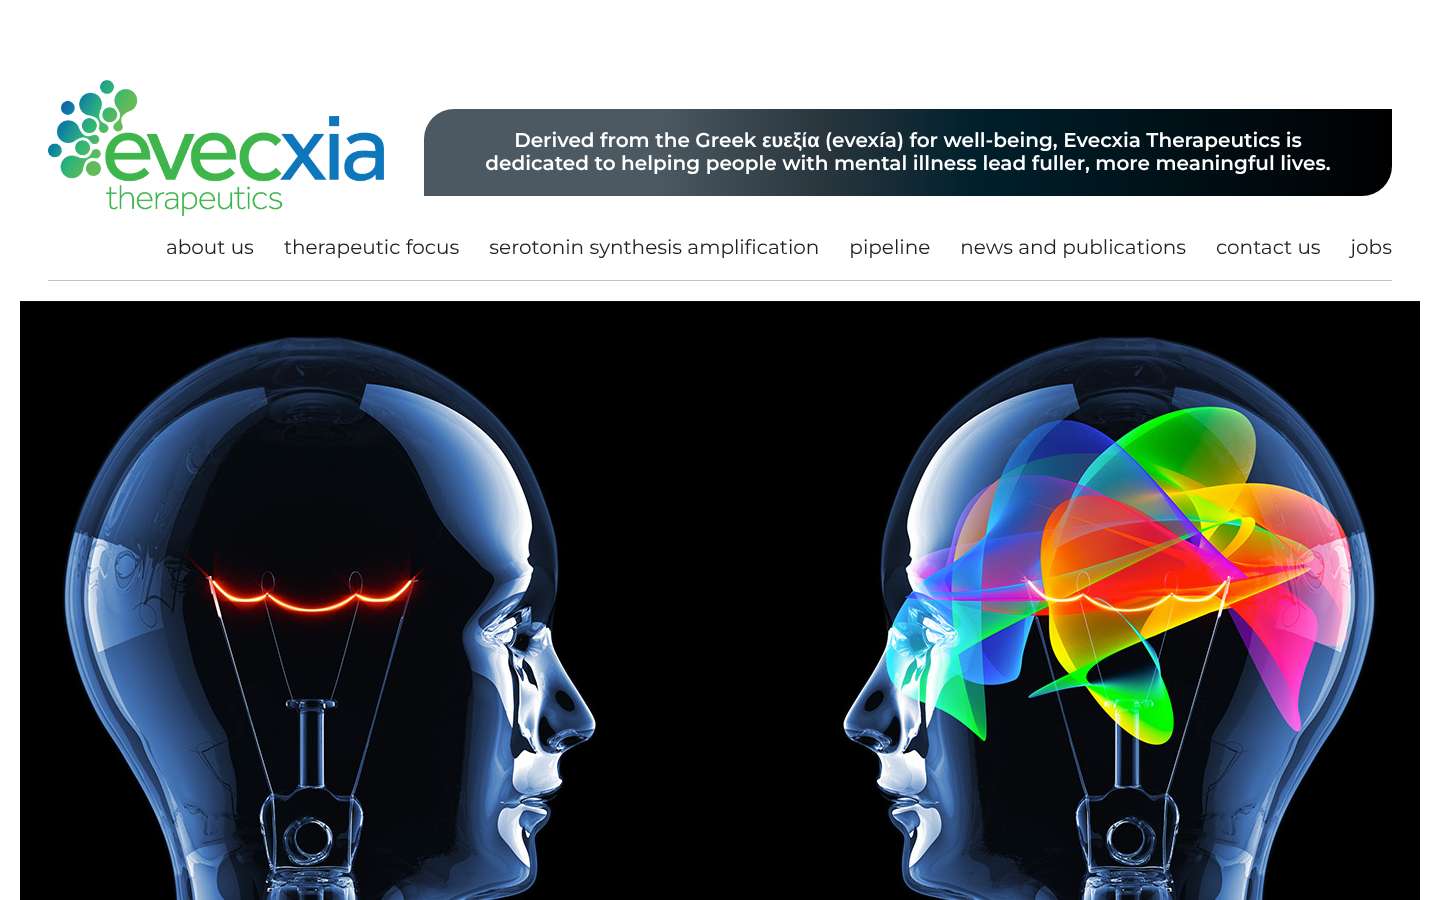 evecxia
therapeutics
Derived from the Greek ευεξία (evexía) for well-being, Evecxia Therapeutics is
dedicated to helping people with mental illness lead fuller, more meaningful lives.
about us therapeutic focus serotonin synthesis amplification pipeline news and publications contact us jobs